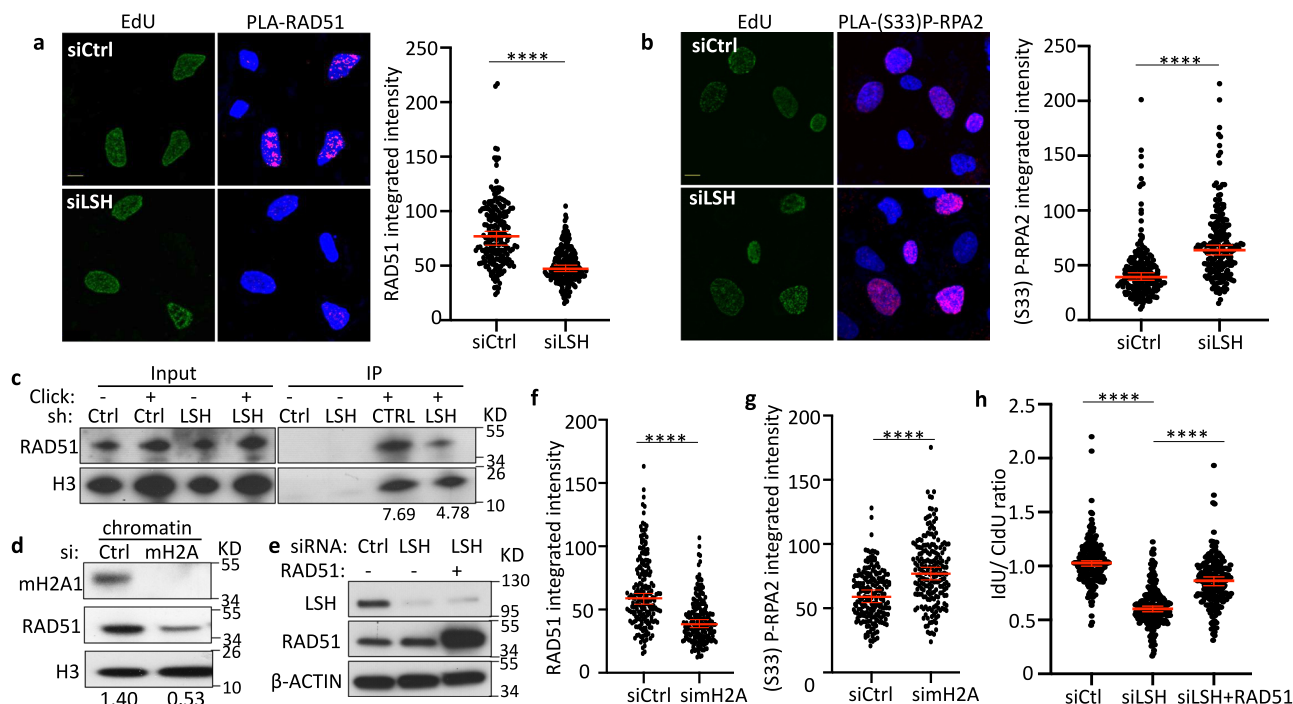 a
EdU
PLA-RAD51
siCtrl
siLSH
RAD51 integrated intensity
250
200
150
100
50
0
****
siCtrl
siLSH
b
EdU
PLA-(S33)P-RPA2
siCtrl
siLSH
(S33) P-RPA2 integrated intensity
250
200
150
100
50
0
****
siCtrl
siLSH
c
Input
IP
Click: - + - + - - + +
sh: Ctrl Ctrl LSH LSH Ctrl LSH CTRL LSH KD
RAD51
55
34
H3
26
10
7.69 4.78
d
chromatin
si: Ctrl mH2A KD
mH2A1
55
34
RAD51
55
34
H3
26
10
1.40 0.53
e
siRNA: Ctrl LSH LSH KD
RAD51: - - +
LSH
130
95
RAD51
55
34
β-ACTIN
55
34
f
RAD51 integrated intensity
200
150
100
50
0
****
siCtrl
simH2A
g
(S33) P-RPA2 integrated intensity
200
150
100
50
0
****
siCtrl
simH2A
h
IdU/ CldU ratio
2.5
2.0
1.5
1.0
0.5
0
****
****
siCtl
siLSH
siLSH+RAD51